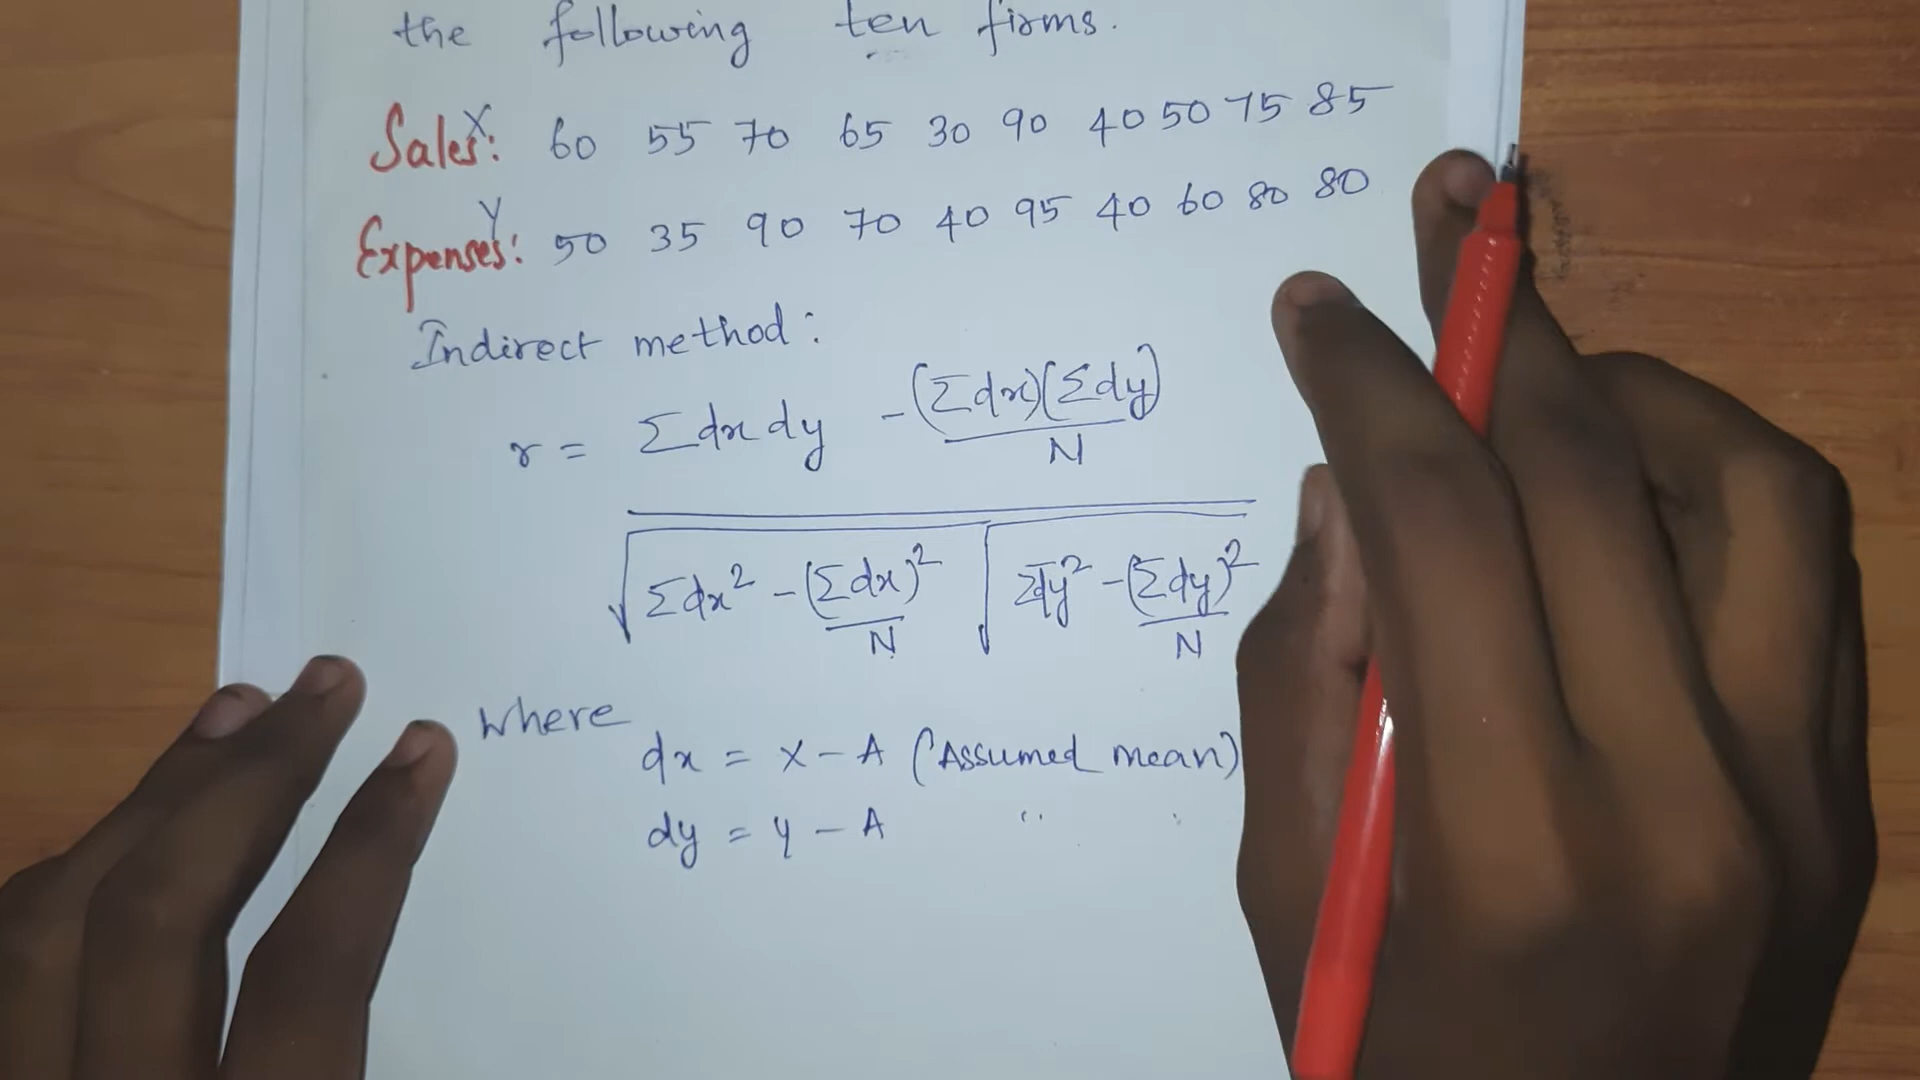 the following ten firms.
Sales: X 60 55 70 65 30 90 40 50 75 85
Expenses: Y 50 35 90 70 40 95 40 60 80 80
Indirect method:
r = Σdx dy - (Σdx)(Σdy)
N
√Σdx² - (Σdx)² √Σdy² - (Σdy)²
N N
where
dx = x - A (Assumed mean)
dy = y - A " "